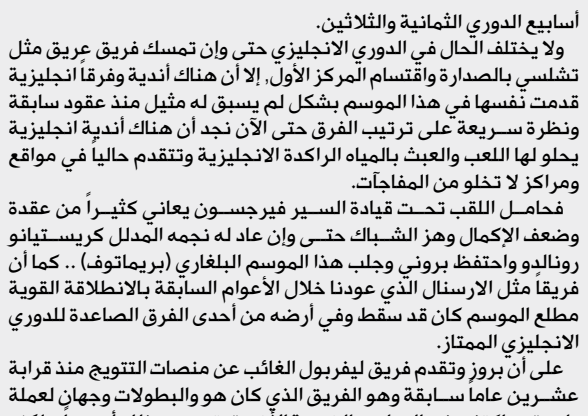 أسابيع الدوري الثمانية والثلاثين.
ولا يختلف الحال في الدوري الانجليزي حتى وإن تمسك فريق عريق مثل
تشلسي بالصدارة واقتسام المركز الأول, إلا أن هناك أندية وفرقاً انجليزية
قدمت نفسها في هذا الموسم بشكل لم يسبق له مثيل منذ عقود سابقة
ونظرة سريعة على ترتيب الفرق حتى الآن نجد أن هناك أندية انجليزية
يحلو لها اللعب والعبث بالمياه الراكدة الانجليزية وتتقدم حالياً في مواقع
ومراكز لا تخلو من المفاجآت.
فحامل اللقب تحت قيادة السير فيرجسون يعاني كثيراً من عقدة
وضعف الإكمال وهز الشباك حتى وإن عاد له نجمه المدلل كريستيانو
رونالدو واحتفظ بروني وجلب هذا الموسم البلغاري (بريماتوف) .. كما أن
فريقاً مثل الارسنال الذي عودنا خلال الأعوام السابقة بالانطلاقة القوية
مطلع الموسم كان قد سقط وفي أرضه من أحدى الفرق الصاعدة للدوري
الانجليزي الممتاز.
على أن بروز وتقدم فريق ليفربول الغائب عن منصات التتويج منذ قرابة
عشرين عاماً سابقة وهو الفريق الذي كان هو والبطولات وجهان لعملة